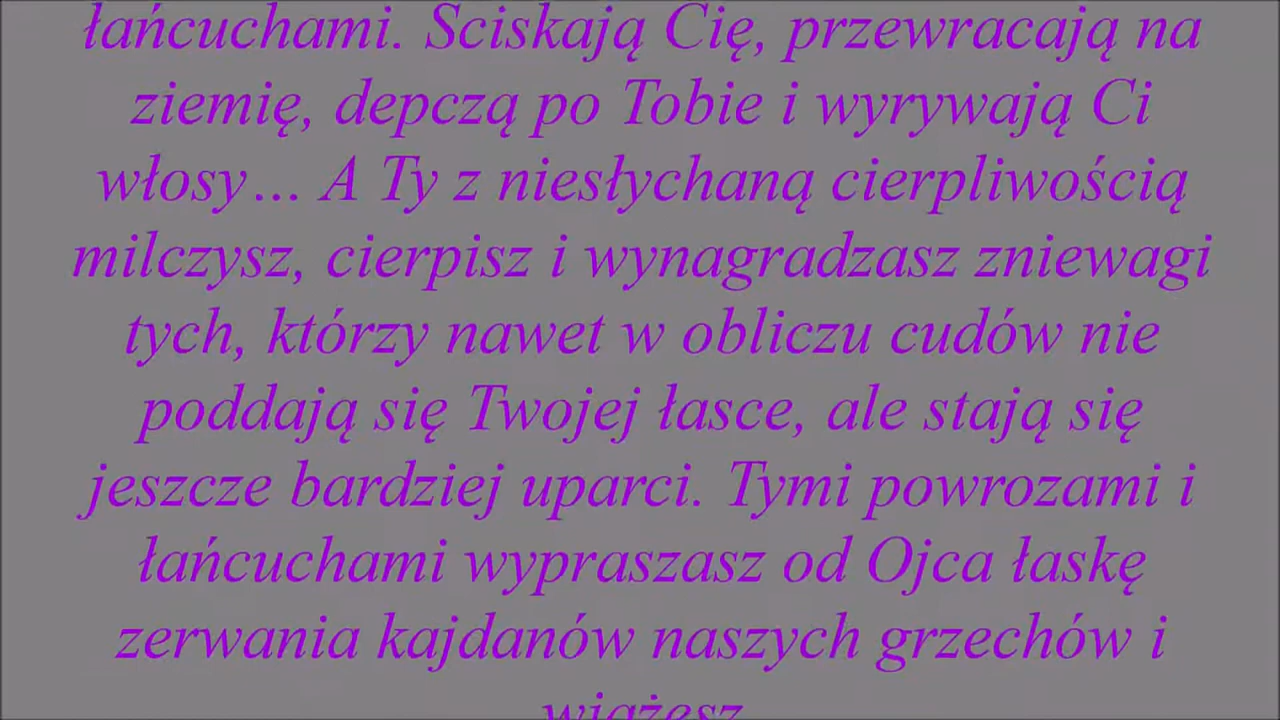 łańcuchami. Ściskają Cię, przewracają na
ziemię, depczą po Tobie i wyrywają Ci
włosy… A Ty z niesłychaną cierpliwością
milczysz, cierpisz i wynagradzasz zniewagi
tych, którzy nawet w obliczu cudów nie
poddają się Twojej łasce, ale stają się
jeszcze bardziej uparci. Tymi powrozami i
łańcuchami wypraszasz od Ojca łaskę
zerwania kajdanów naszych grzechów i
wiążesz